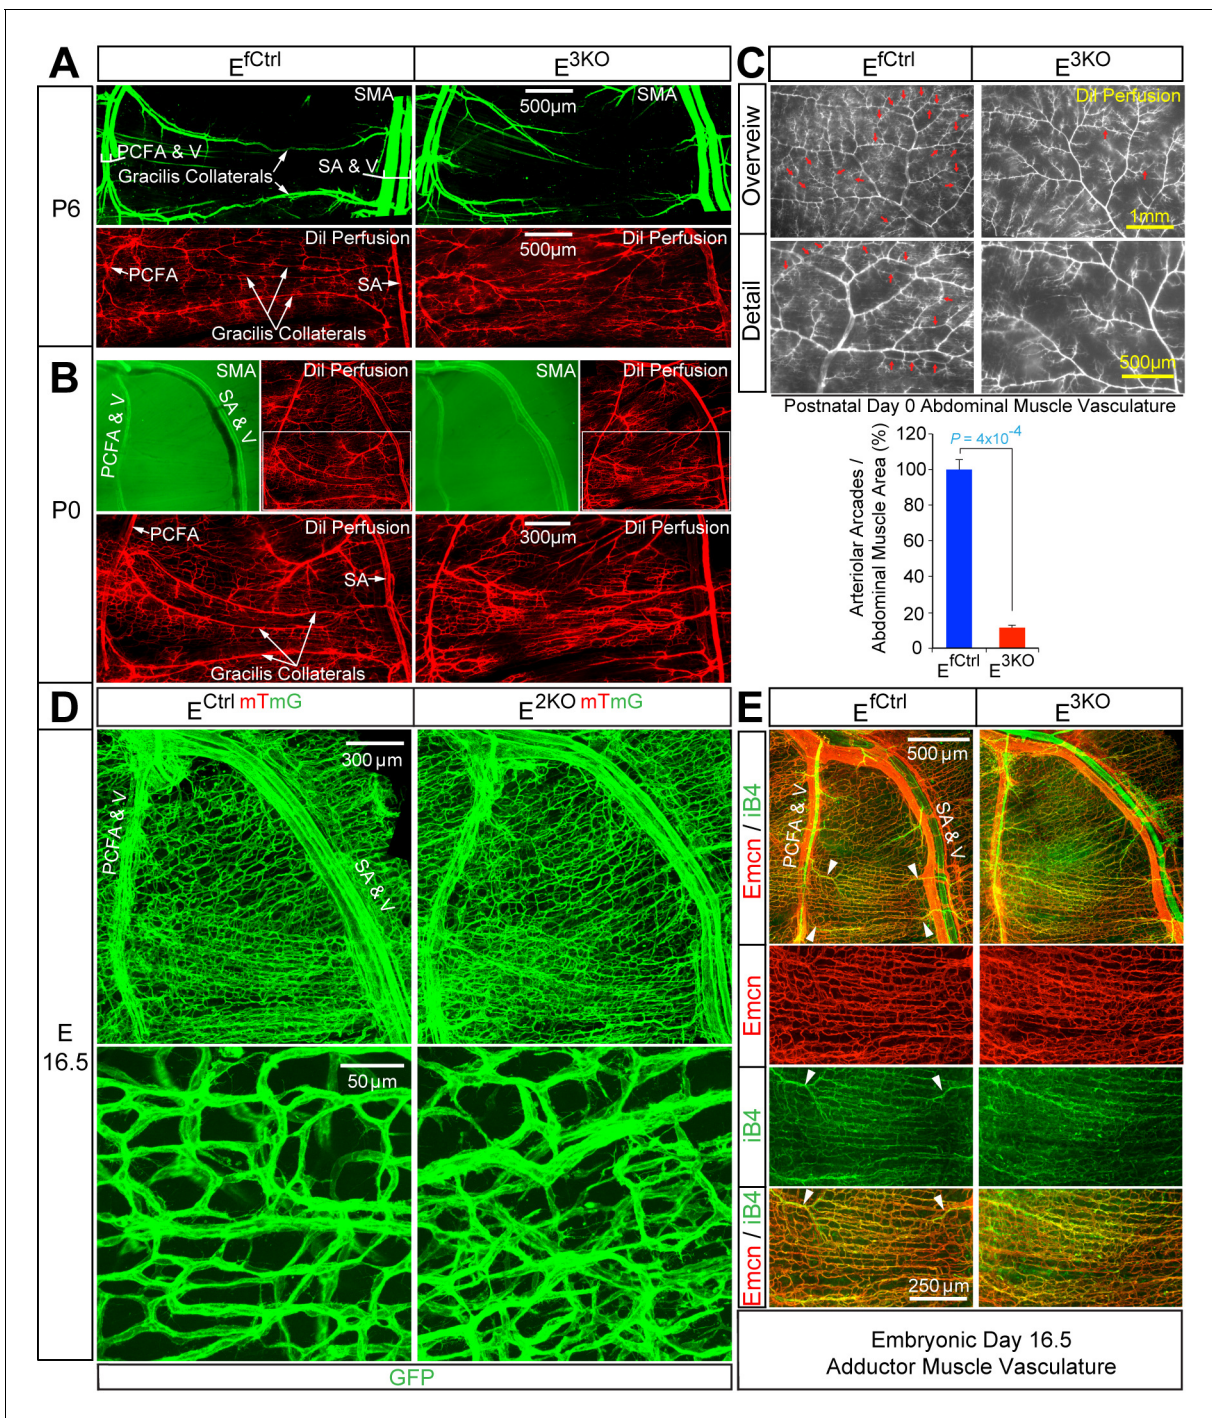 A
E^fCtrl
E^3KO
P6
SMA
500µm
SMA
PCFA & V
Gracilis Collaterals
SA & V
DiI Perfusion
500µm
DiI Perfusion
PCFA
SA
Gracilis Collaterals
B
P0
SMA
DiI Perfusion
SMA
DiI Perfusion
PCFA & V
SA & V
DiI Perfusion
300µm
DiI Perfusion
PCFA
SA
Gracilis Collaterals
C
E^fCtrl
E^3KO
Overveiw
DiI Perfusion
1mm
Detail
500µm
Postnatal Day 0 Abdominal Muscle Vasculature
Arteriolar Arcades /
Abdominal Muscle Area (%)
120
100
80
60
40
20
0
P = 4x10^-4
E^fCtrl
E^3KO
D
E^Ctrl mTmG
E^2KO mTmG
E
16.5
300 µm
PCFA & V
SA & V
50 µm
GFP
E
E^fCtrl
E^3KO
Emcn / iB4
500 µm
PCFA & V
SA & V
Emcn
iB4
Emcn / iB4
250 µm
Embryonic Day 16.5
Adductor Muscle Vasculature